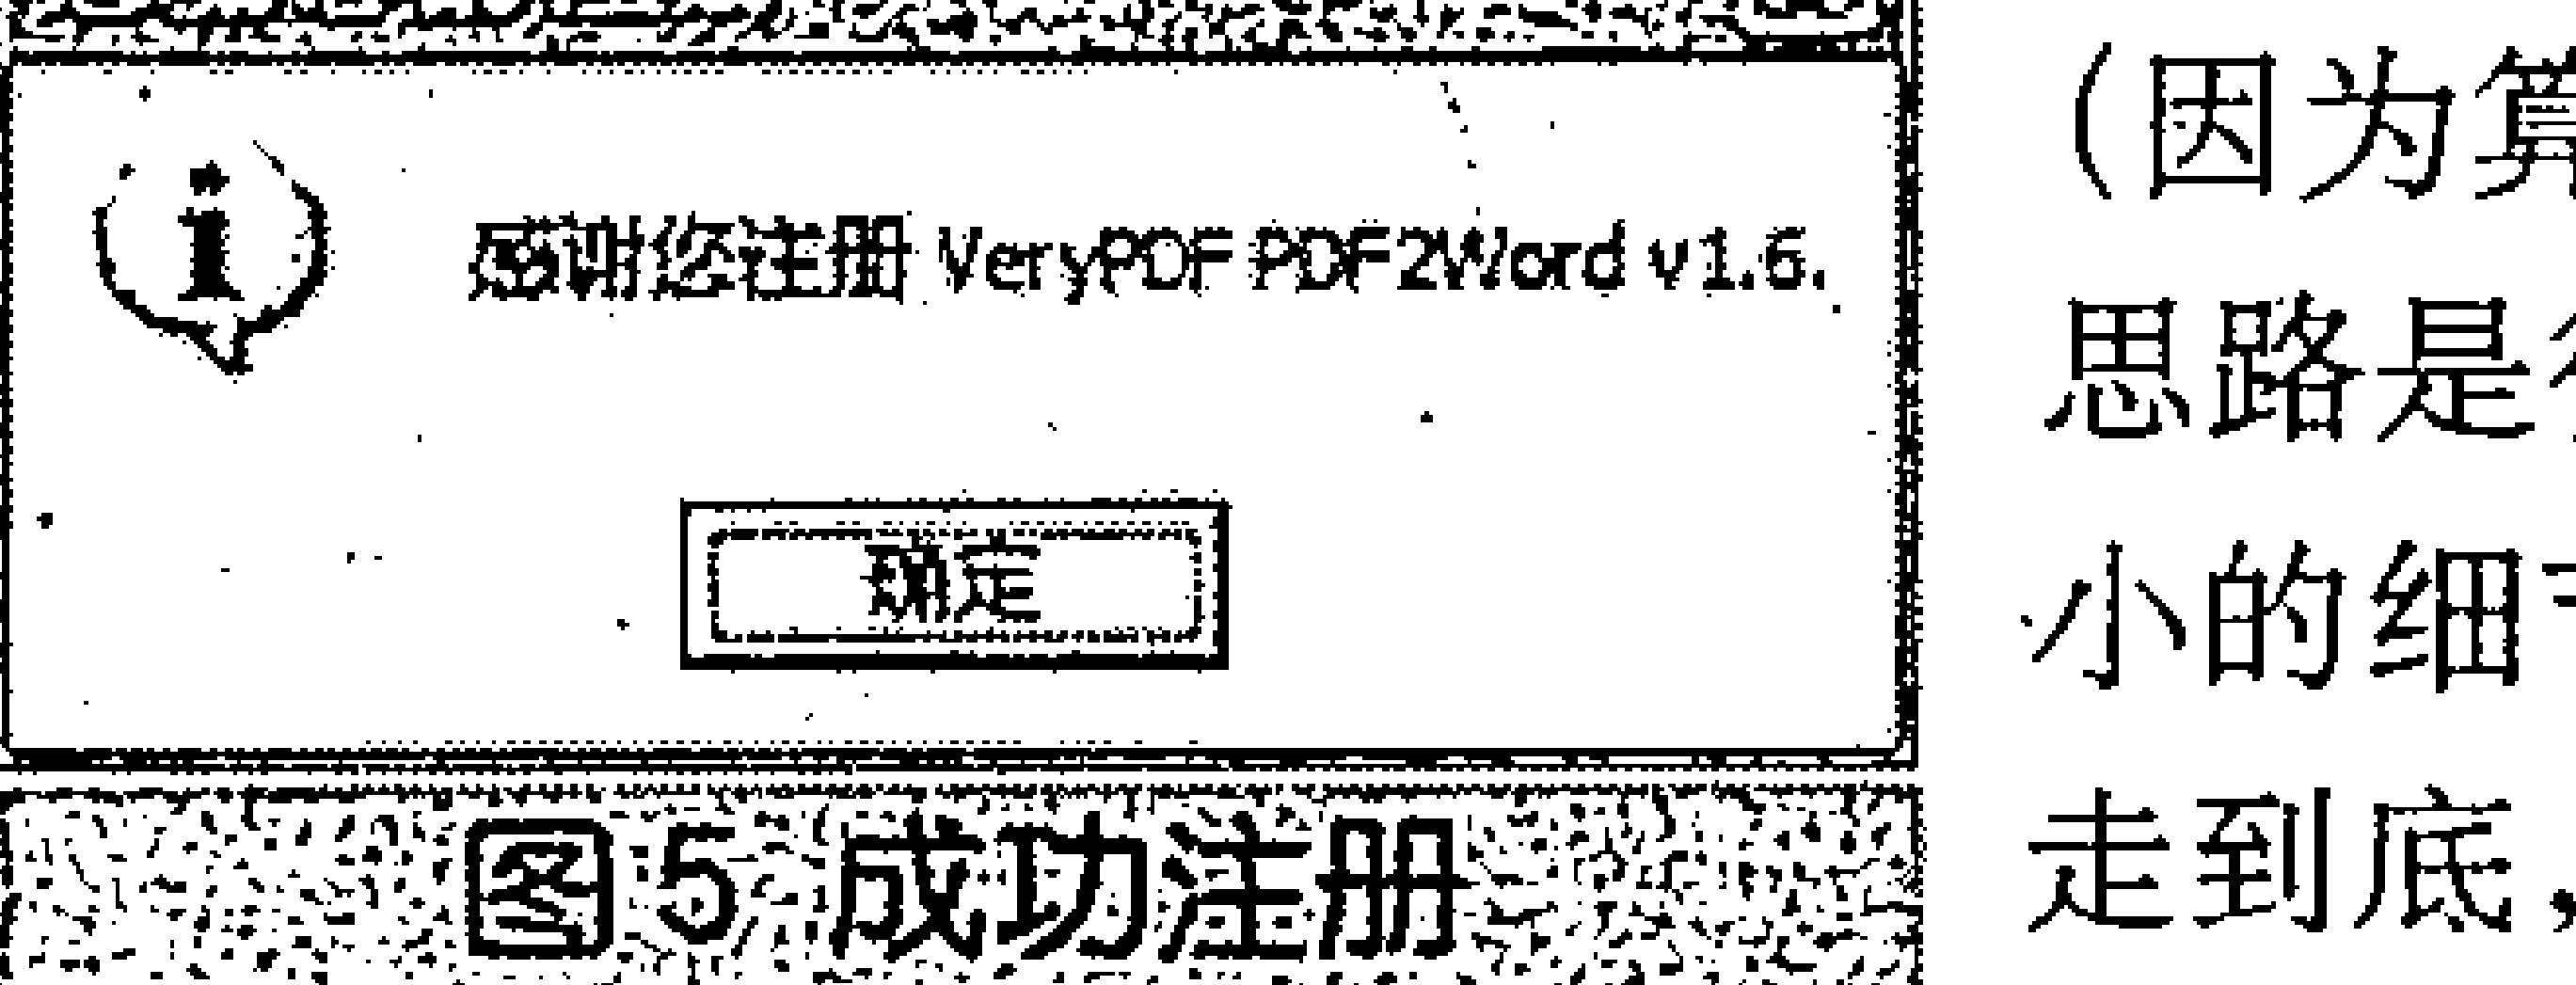 感谢您注册 VeryPDF PDF2Word v1.6.
确定
图 5 成功注册
(因为算
思路是
小的细
走到底，